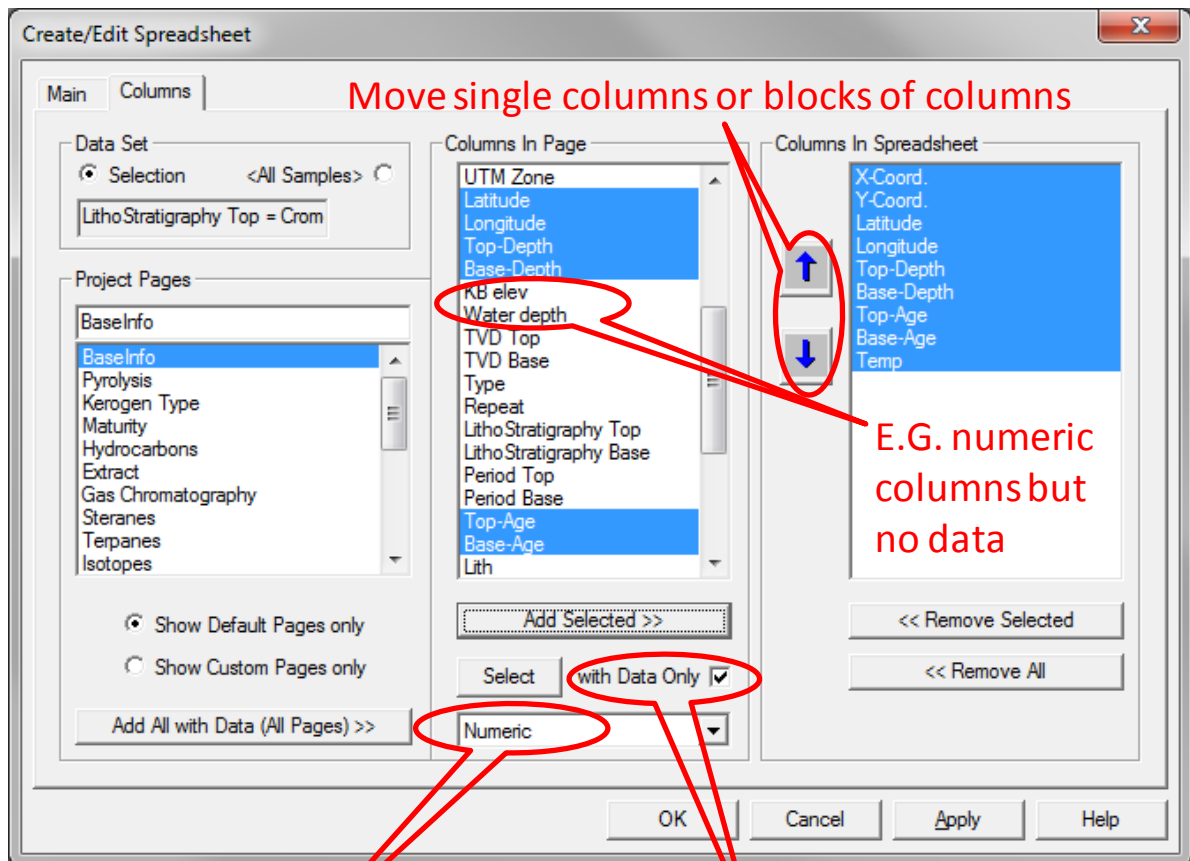 Create/Edit Spreadsheet
Main
Columns
Move single columns or blocks of columns
Data Set
Selection
<All Samples>
LithoStratigraphy Top = Crom
Project Pages
BaseInfo
BaseInfo
Pyrolysis
Kerogen Type
Maturity
Hydrocarbons
Extract
Gas Chromatography
Steranes
Terpanes
Isotopes
Show Default Pages only
Show Custom Pages only
Add All with Data (All Pages) >>
Columns In Page
UTM Zone
Latitude
Longitude
Top-Depth
Base-Depth
KB elev
Water depth
TVD Top
TVD Base
Type
Repeat
LithoStratigraphy Top
LithoStratigraphy Base
Period Top
Period Base
Top-Age
Base-Age
Lith
Add Selected >>
Select
with Data Only
Numeric
Columns In Spreadsheet
X-Coord.
Y-Coord.
Latitude
Longitude
Top-Depth
Base-Depth
Top-Age
Base-Age
Temp
E.G. numeric
columns but
no data
<< Remove Selected
<< Remove All
OK
Cancel
Apply
Help